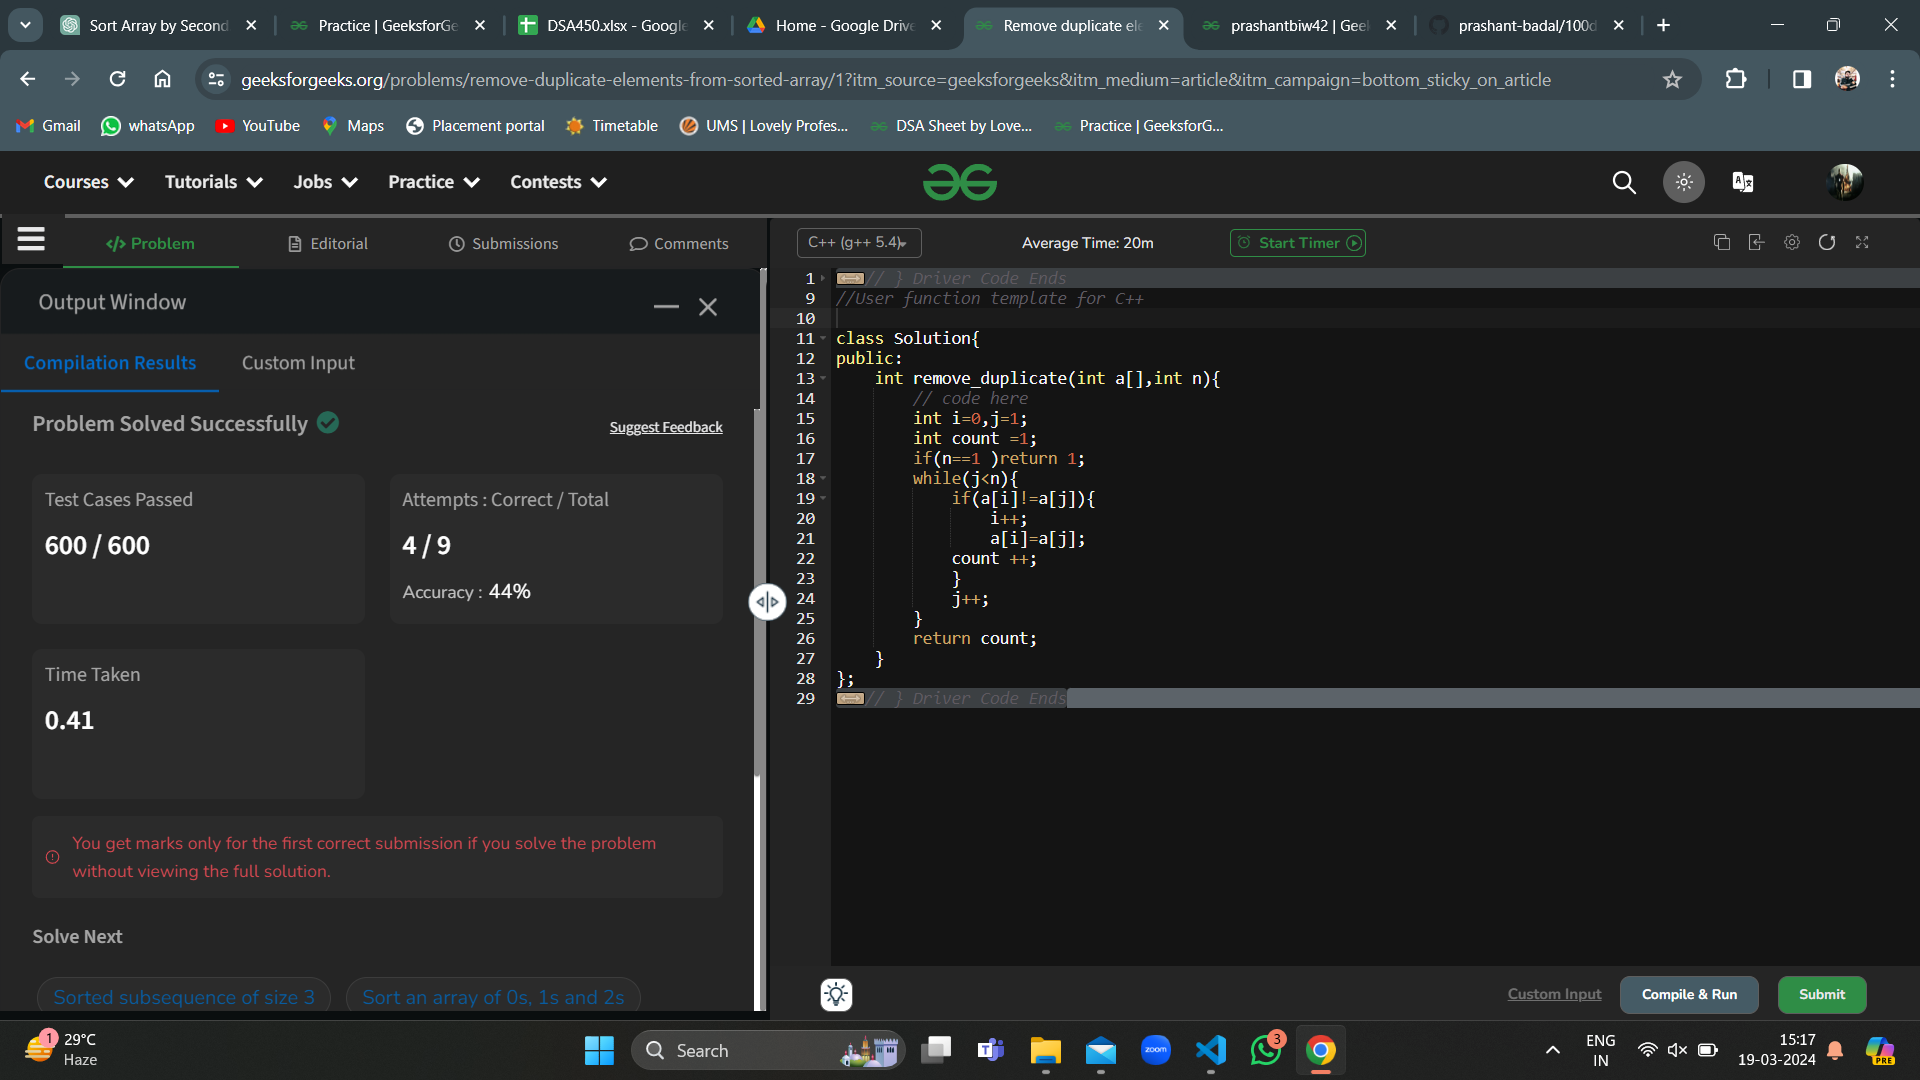 Sort Array by Second
Practice | GeeksforGe
DSA450.xlsx - Google
Home - Google Drive
Remove duplicate ele
prashantbiw42 | Geek
prashant-badal/100d
geeksforgeeks.org/problems/remove-duplicate-elements-from-sorted-array/1?itm_source=geeksforgeeks&itm_medium=article&itm_campaign=bottom_sticky_on_article
Gmail
whatsApp
YouTube
Maps
Placement portal
Timetable
UMS | Lovely Profes...
DSA Sheet by Love...
Practice | GeeksforG...
Courses
Tutorials
Jobs
Practice
Contests
</> Problem
Editorial
Submissions
Comments
C++ (g++ 5.4)
Average Time: 20m
Start Timer
Output Window
Compilation Results
Custom Input
Problem Solved Successfully
Suggest Feedback
Test Cases Passed
600 / 600
Attempts : Correct / Total
4 / 9
Accuracy : 44%
Time Taken
0.41
You get marks only for the first correct submission if you solve the problem
without viewing the full solution.
Solve Next
Sorted subsequence of size 3
Sort an array of 0s, 1s and 2s
1 // } Driver Code Ends
9 //User function template for C++
10
11 class Solution{
12 public:
13 int remove_duplicate(int a[],int n){
14 // code here
15 int i=0,j=1;
16 int count =1;
17 if(n==1 )return 1;
18 while(j<n){
19 if(a[i]!=a[j]){
20 i++;
21 a[i]=a[j];
22 count ++;
23 }
24 j++;
25 }
26 return count;
27 }
28 };
29 // } Driver Code Ends
Custom Input
Compile & Run
Submit
1
29°C
Haze
Search
zoom
3
ENG
IN
15:17
19-03-2024
PRE